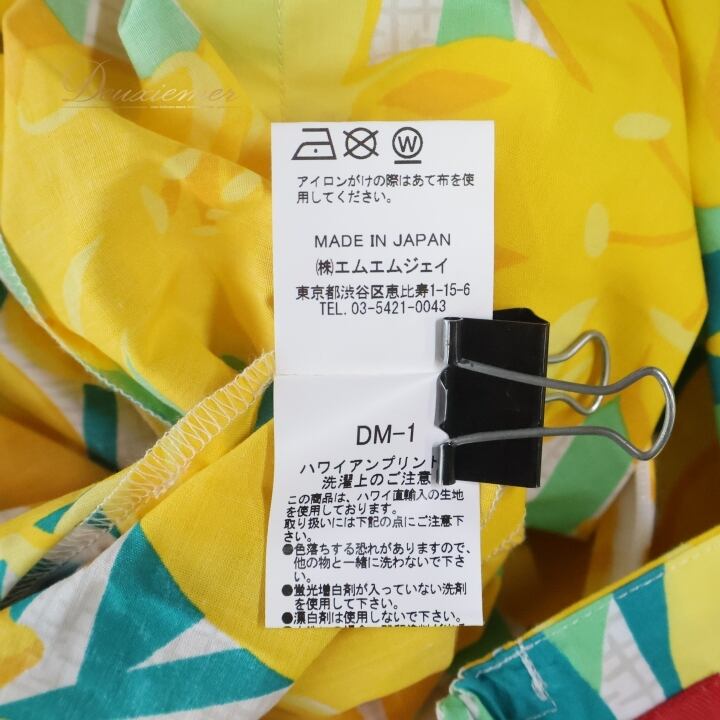 Deuxiemer
W
アイロンがけの際はあて布を使
用してください。
MADE IN JAPAN
㈱エムエムジェイ
東京都渋谷区恵比寿1-15-6
TEL. 03-5421-0043
DM-1
ハワイアンプリント
洗濯上のご注意
この商品は、ハワイ直輸入の生地
を使用しております。
取り扱いには下記の点にご注意下
さい。
●色落ちする恐れがありますので、
他の物と一緒に洗わないで下さ
い。
●蛍光増白剤が入っていない洗剤
を使用して下さい。
●漂白剤は使用しないで下さい。